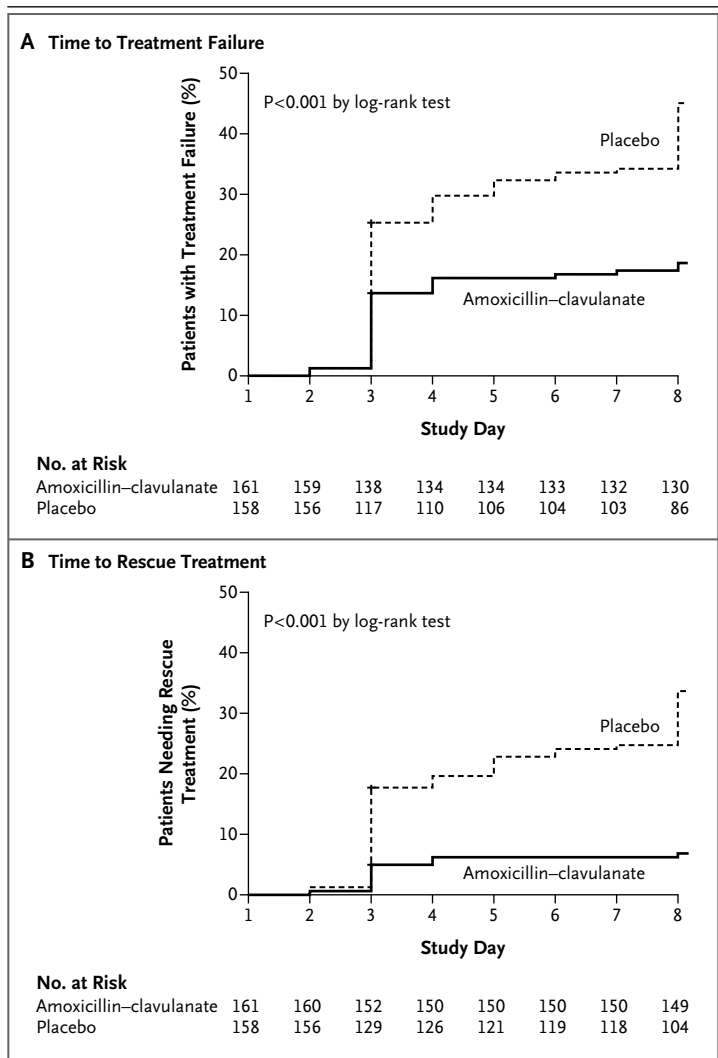 A Time to Treatment Failure
50
P<0.001 by log-rank test
40
Placebo
30
20
Amoxicillin–clavulanate
10
0
Patients with Treatment Failure (%)
1 2 3 4 5 6 7 8
Study Day
No. at Risk
Amoxicillin–clavulanate 161 159 138 134 134 133 132 130
Placebo 158 156 117 110 106 104 103 86
B Time to Rescue Treatment
50
P<0.001 by log-rank test
40
30
Placebo
20
10
Amoxicillin–clavulanate
0
Patients Needing Rescue
Treatment (%)
1 2 3 4 5 6 7 8
Study Day
No. at Risk
Amoxicillin–clavulanate 161 160 152 150 150 150 150 149
Placebo 158 156 129 126 121 119 118 104